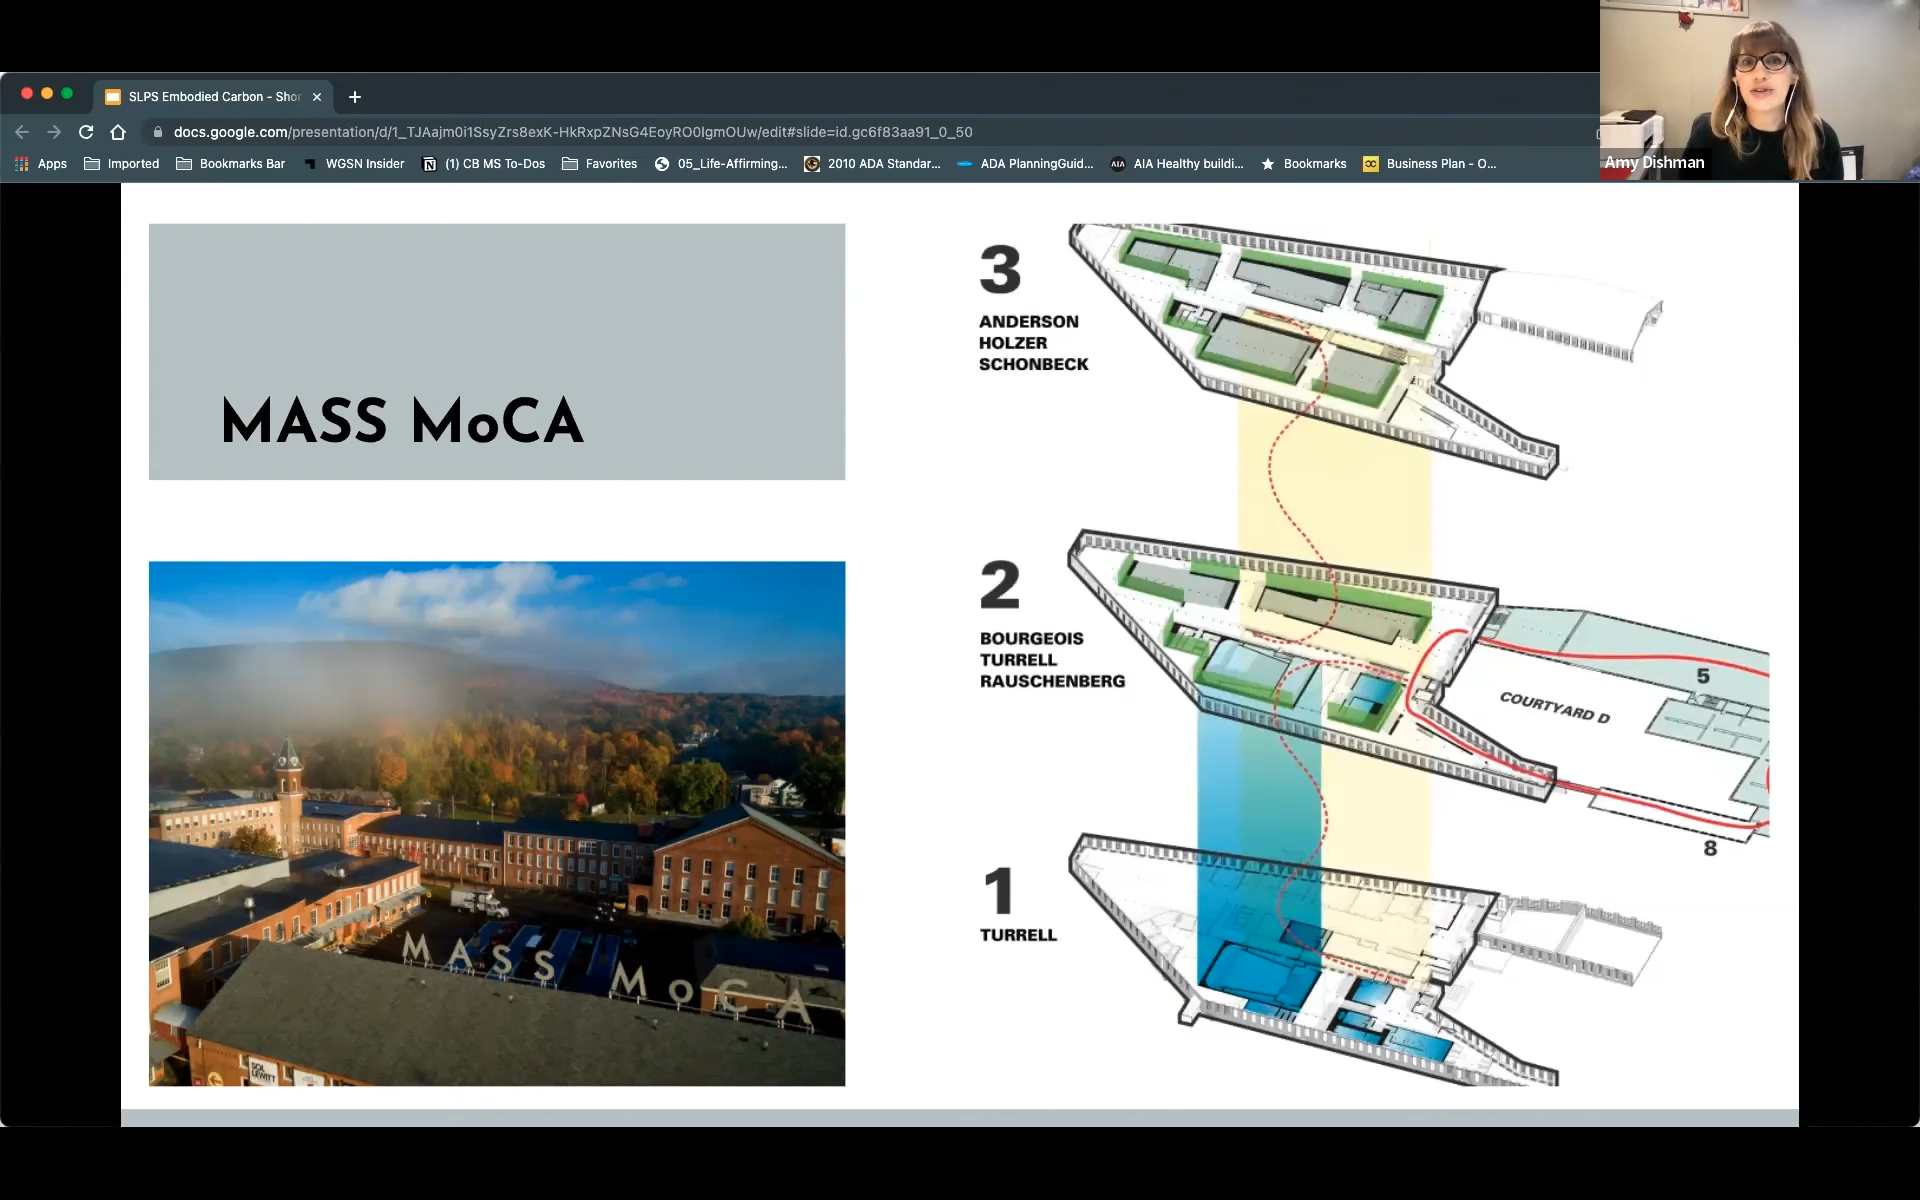 SLPS Embodied Carbon - Shor
docs.google.com/presentation/d/1_TJAajm0i1SsyZrs8exK-HkRxpZNsG4EoyRO0IgmOUw/edit#slide=id.gc6f83aa91_0_50
Apps Imported Bookmarks Bar WGSN Insider (1) CB MS To-Dos Favorites 05_Life-Affirming... 2010 ADA Standar... ADA PlanningGuid... AIA Healthy buildi... Bookmarks Business Plan - O...
Amy Dishman
MASS MoCA
MASS MoCA
SOL
LEWITT
3
ANDERSON
HOLZER
SCHONBECK
2
BOURGEOIS
TURRELL
RAUSCHENBERG
5
COURTYARD D
8
1
TURRELL